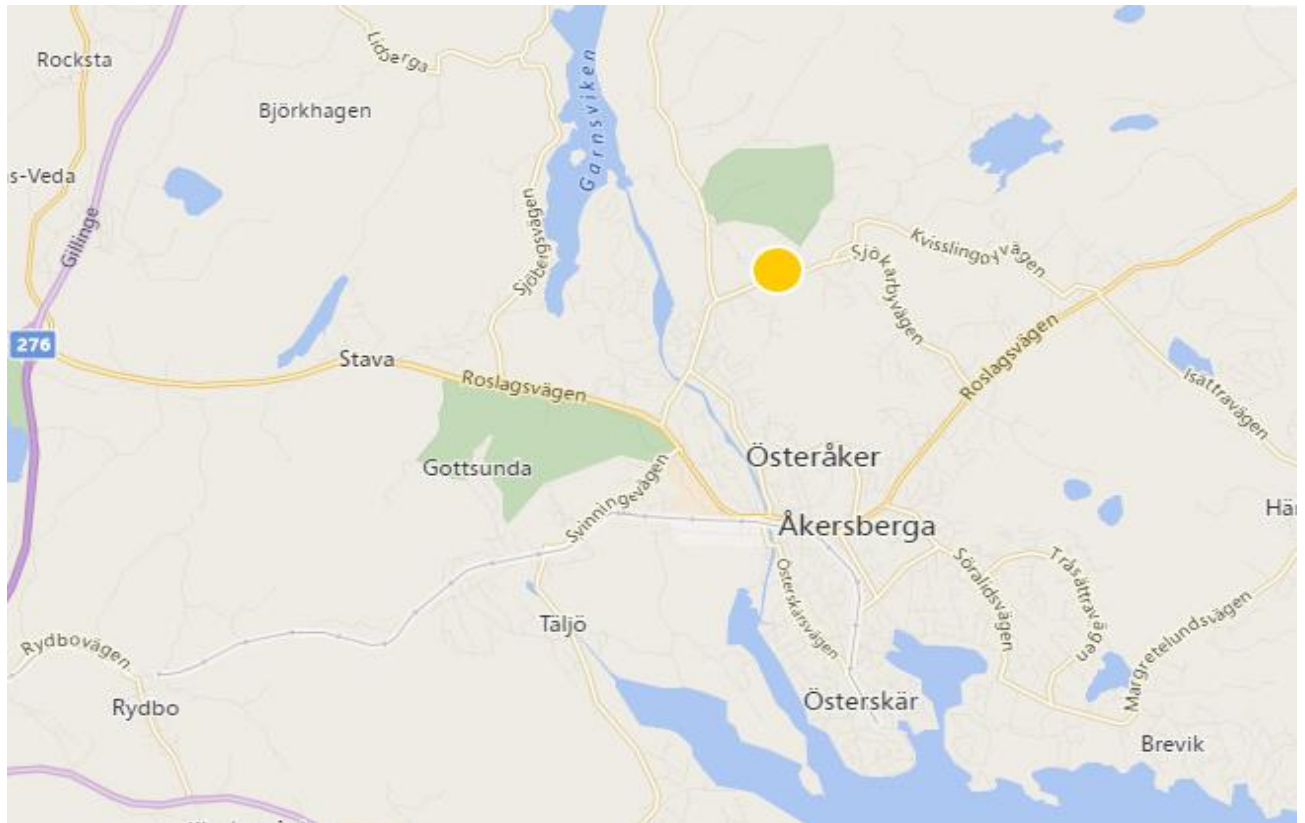 Lidberga
Rocksta
Björkhagen
Garnsviken
s-Veda
Gillinge
Sjöbergsvägen
Kvisslingbyvägen
Sjökarbyvägen
276
Stava
Roslagsvägen
Roslagsvägen
Isättravägen
Österåker
Gottsunda
Svinningevägen
Åkersberga
Här
Söralidsvägen
Tråsättravägen
Österskärsvägen
Täljö
Margretelundsvägen
Rydbovägen
Rydbo
Österskär
Brevik